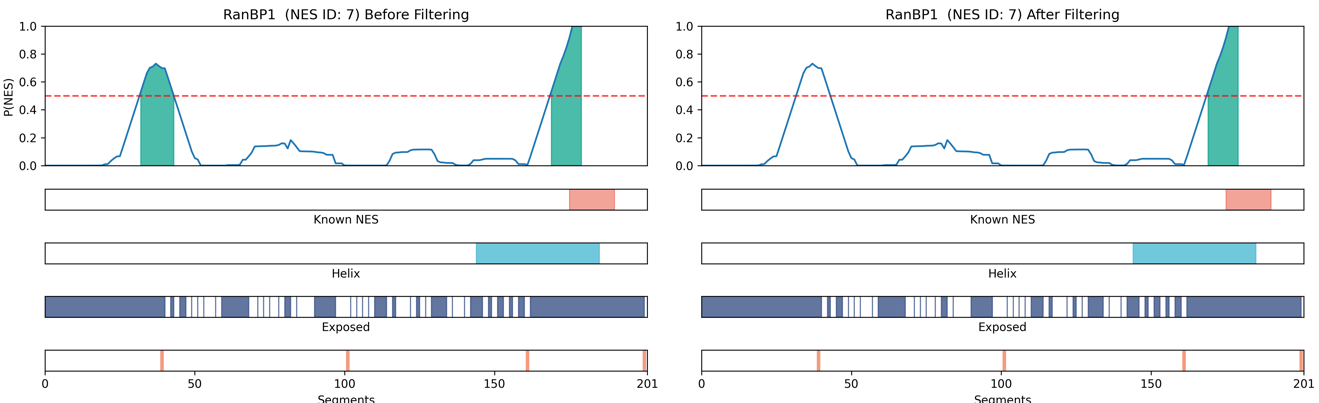 RanBP1 (NES ID: 7) Before Filtering
1.0
0.8
0.6
0.4
0.2
0.0
P(NES)
Known NES
Helix
Exposed
0 50 100 150 201
Segments
RanBP1 (NES ID: 7) After Filtering
1.0
0.8
0.6
0.4
0.2
0.0
Known NES
Helix
Exposed
0 50 100 150 201
Segments